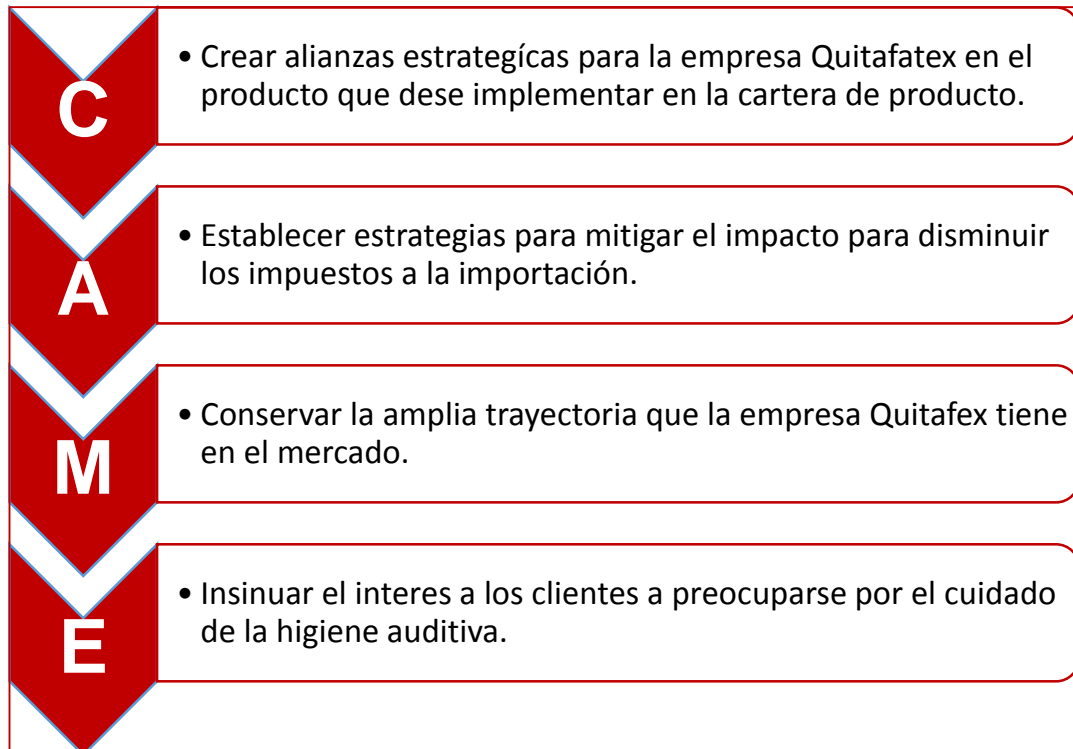 C
• Crear alianzas estrategícas para la empresa Quitafatex en el
producto que dese implementar en la cartera de producto.
A
• Establecer estrategias para mitigar el impacto para disminuir
los impuestos a la importación.
M
• Conservar la amplia trayectoria que la empresa Quitafex tiene
en el mercado.
E
• Insinuar el interes a los clientes a preocuparse por el cuidado
de la higiene auditiva.